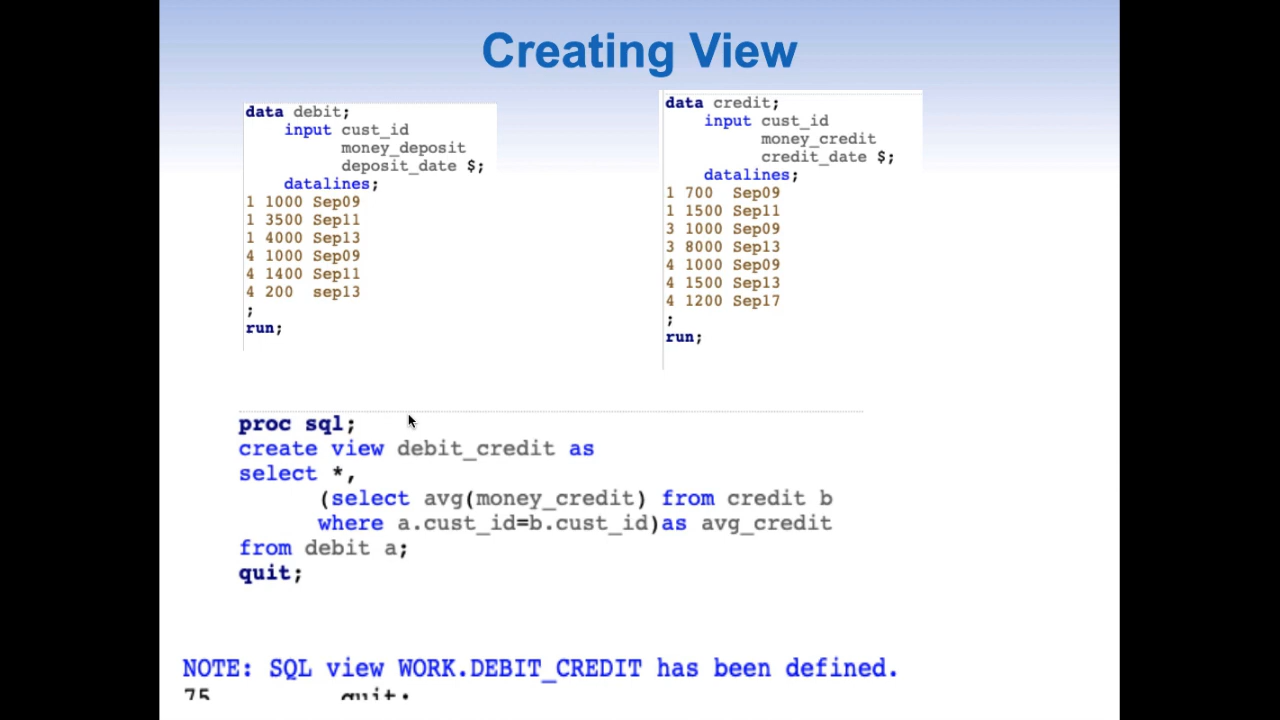 Creating View
data debit;
input cust_id
money_deposit
deposit_date $;
datalines;
1 1000 Sep09
1 3500 Sep11
1 4000 Sep13
4 1000 Sep09
4 1400 Sep11
4 200 sep13
;
run;
data credit;
input cust_id
money_credit
credit_date $;
datalines;
1 700 Sep09
1 1500 Sep11
3 1000 Sep09
3 8000 Sep13
4 1000 Sep09
4 1500 Sep13
4 1200 Sep17
;
run;
proc sql;
create view debit_credit as
select *,
(select avg(money_credit) from credit b
where a.cust_id=b.cust_id)as avg_credit
from debit a;
quit;
NOTE: SQL view WORK.DEBIT_CREDIT has been defined.
75 quit;